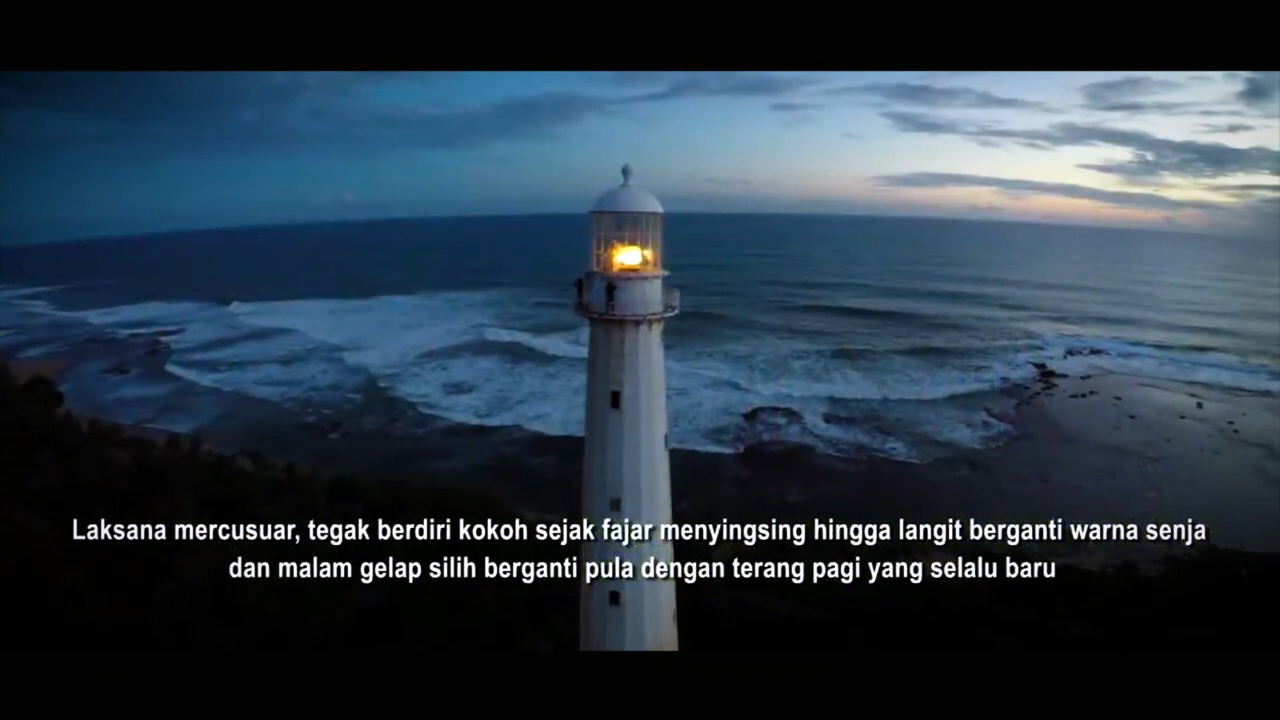 Laksana mercusuar, tegak berdiri kokoh sejak fajar menyingsing hingga langit berganti warna senja
dan malam gelap silih berganti pula dengan terang pagi yang selalu baru